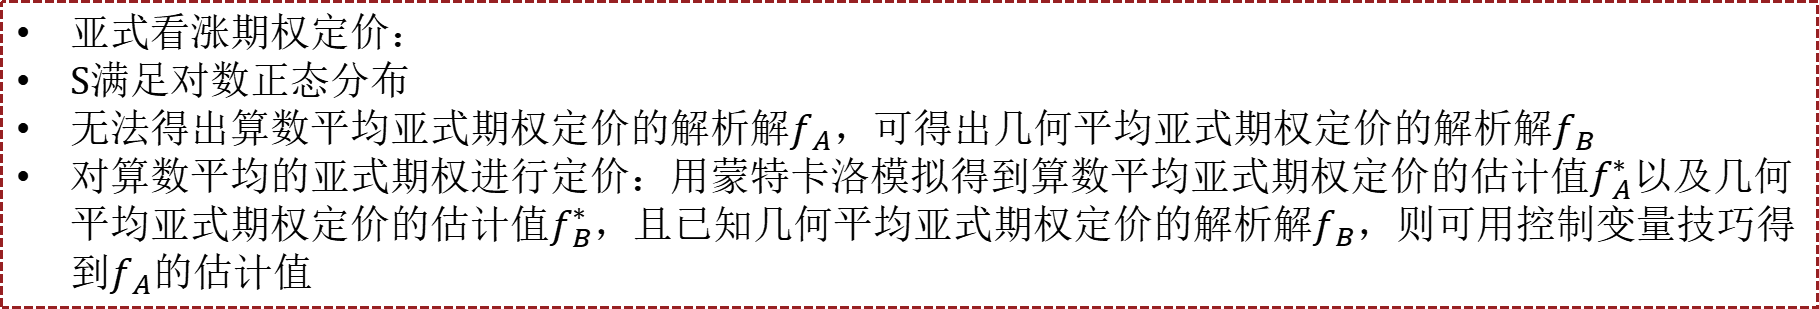 • 亚式看涨期权定价：
• S满足对数正态分布
• 无法得出算数平均亚式期权定价的解析解f_A，可得出几何平均亚式期权定价的解析解f_B
• 对算数平均的亚式期权进行定价：用蒙特卡洛模拟得到算数平均亚式期权定价的估计值f_A^*以及几何
平均亚式期权定价的估计值f_B^*，且已知几何平均亚式期权定价的解析解f_B，则可用控制变量技巧得
到f_A的估计值